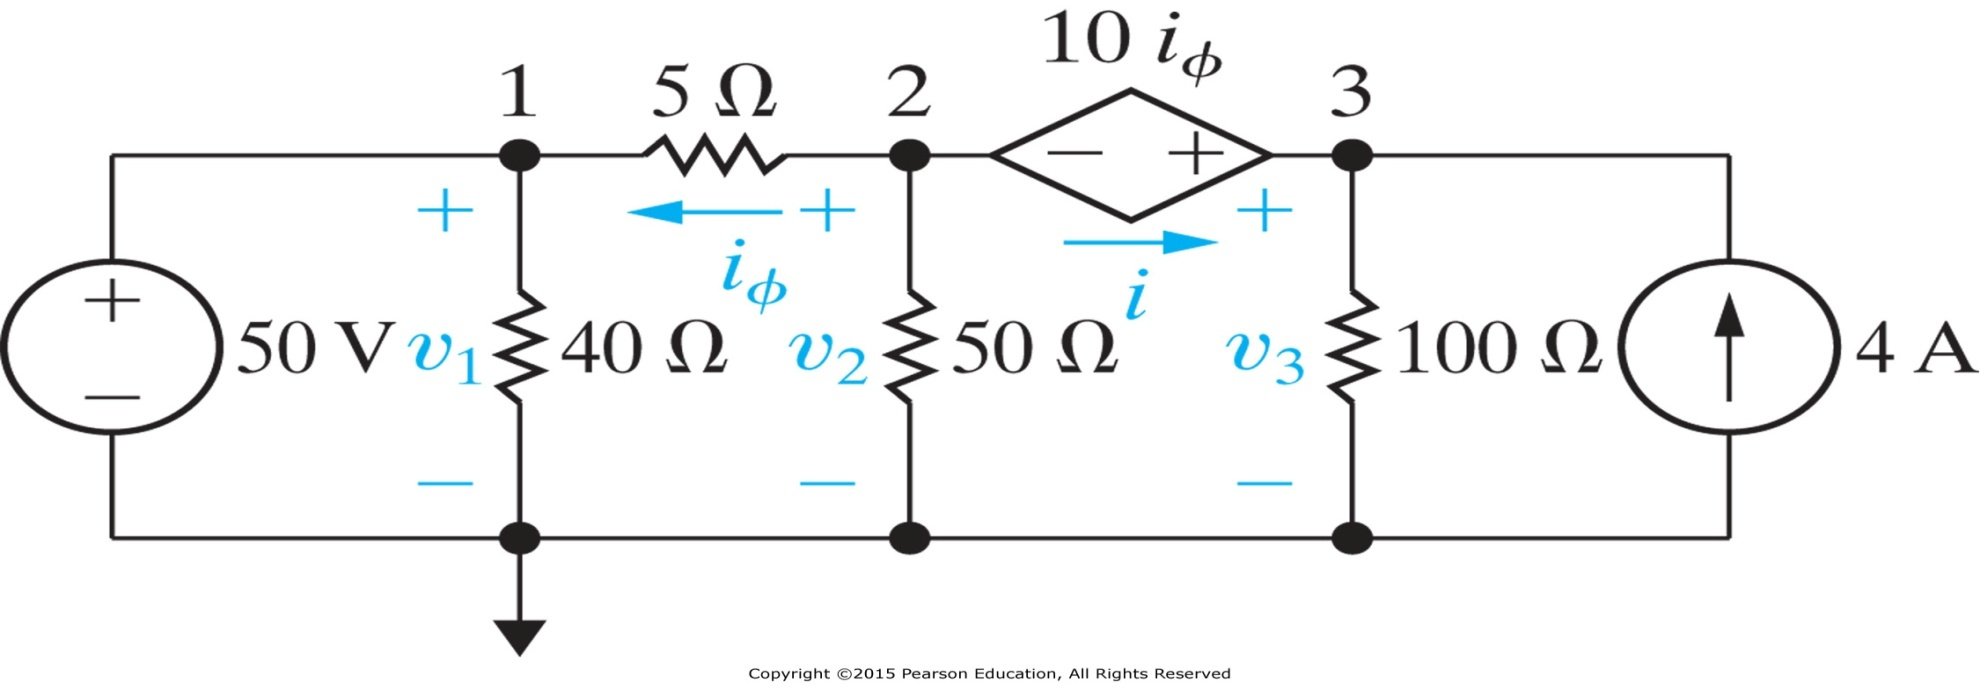 10 iϕ
1 5 Ω 2 3
− +
+ + +
iϕ i
+ 50 V v1 40 Ω v2 50 Ω v3 100 Ω 4 A
−
− − −
Copyright ©2015 Pearson Education, All Rights Reserved